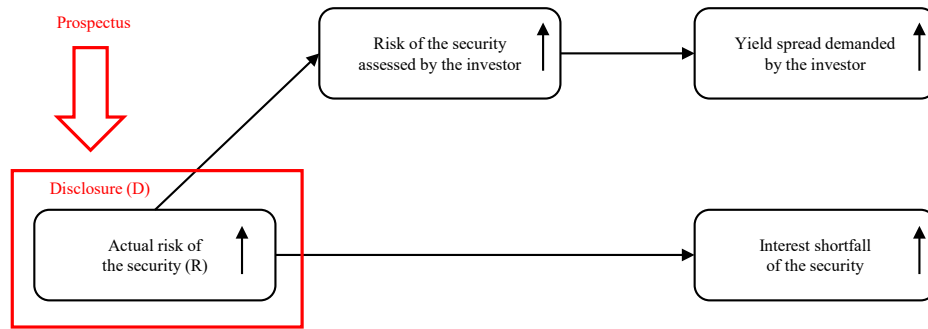 Prospectus
Risk of the security
assessed by the investor
Yield spread demanded
by the investor
Disclosure (D)
Actual risk of
the security (R)
Interest shortfall
of the security